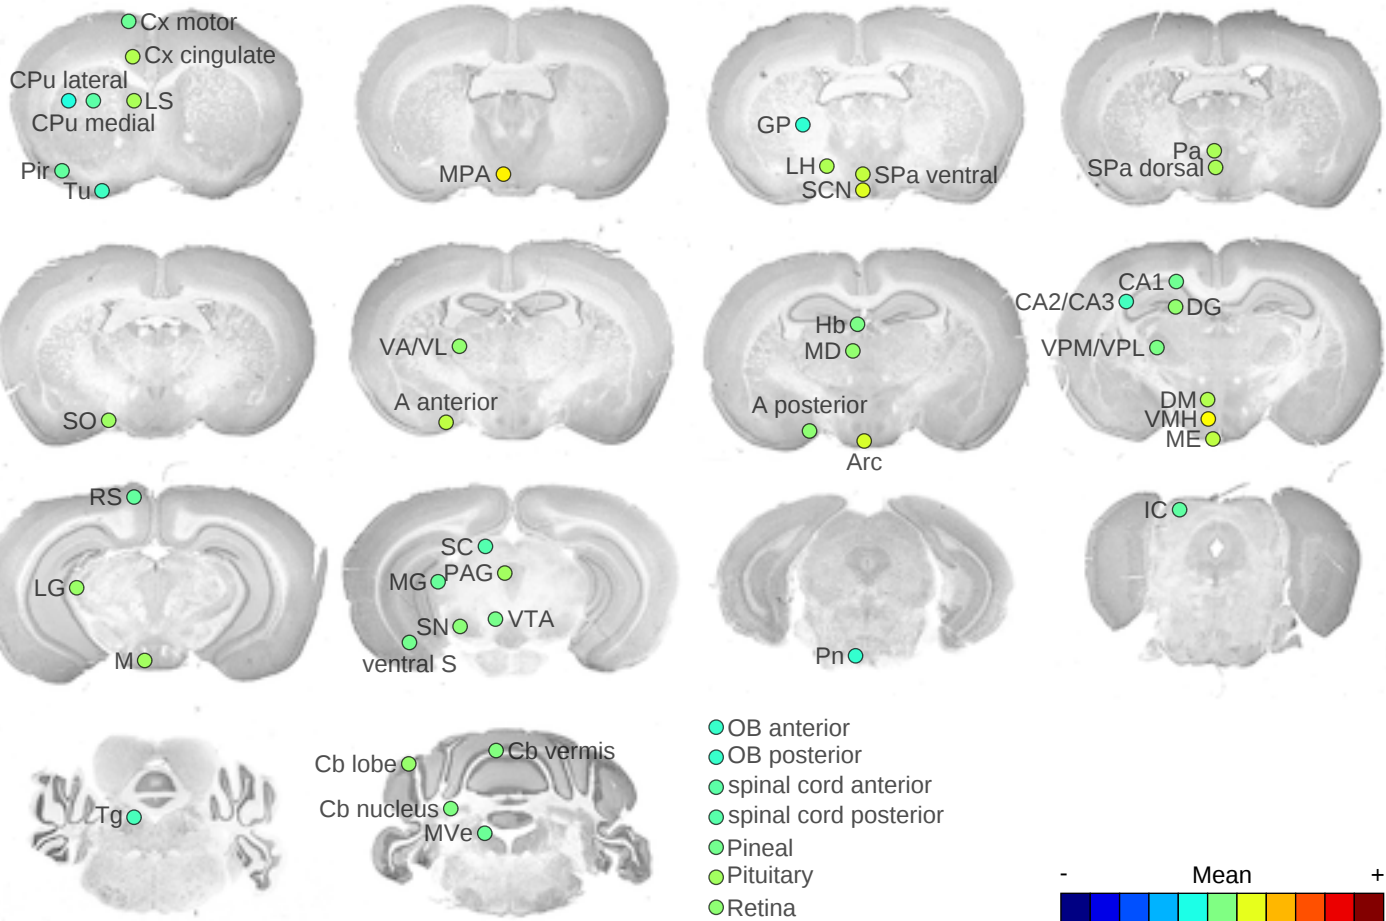 Cx motor
Cx cingulate
CPu lateral
LS
CPu medial
Pir
Tu
MPA
GP
LH
SPa ventral
SCN
Pa
SPa dorsal
SO
VA/VL
A anterior
Hb
MD
A posterior
Arc
CA1
CA2/CA3
DG
VPM/VPL
DM
VMH
ME
RS
LG
M
SC
MG
PAG
SN
VTA
ventral S
Pn
IC
Tg
Cb lobe
Cb vermis
Cb nucleus
MVe
OB anterior
OB posterior
spinal cord anterior
spinal cord posterior
Pineal
Pituitary
Retina
- Mean +